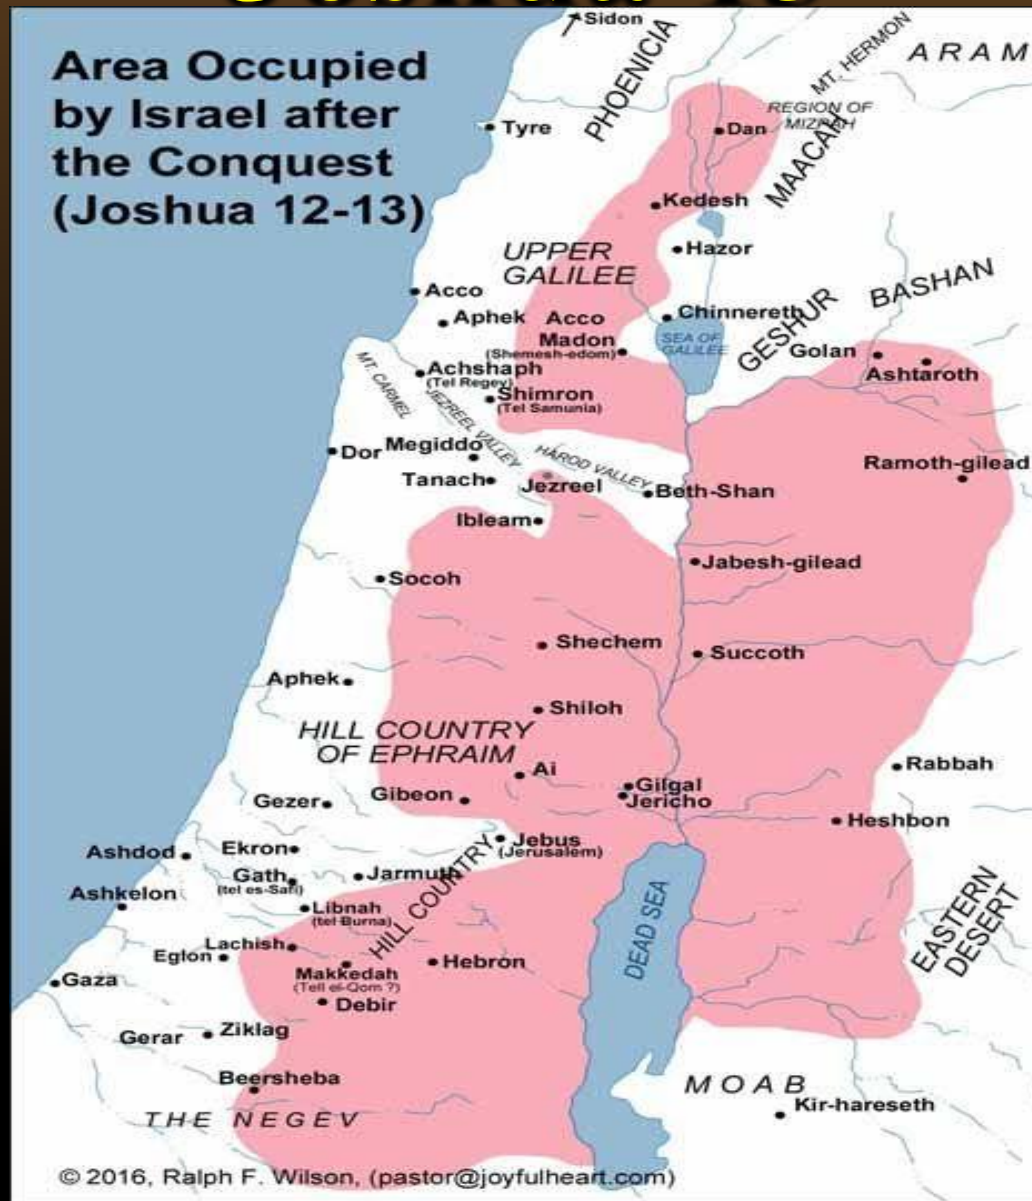 Sidon
Area Occupied
by Israel after
the Conquest
(Joshua 12-13)
PHOENICIA
MT. HERMON
ARAM
REGION OF
MIZPAH
Tyre
Dan
MAACAH
Kedesh
UPPER
GALILEE
Hazor
BASHAN
Acco
Aphek
Acco
Chinnereth
GESHUR
Madon
(Shemesh-edom)
SEA OF
GALILEE
Golan
Ashtaroth
MT. CARMEL
Achshaph
(Tel Regev)
JEZREEL VALLEY
Shimron
(Tel Samunia)
Dor
Megiddo
HAROD VALLEY
Ramoth-gilead
Tanach
Jezreel
Beth-Shan
Ibleam
Jabesh-gilead
Socoh
Shechem
Succoth
Aphek
Shiloh
HILL COUNTRY
OF EPHRAIM
Ai
Rabbah
Gilgal
Jericho
Gezer
Gibeon
Heshbon
Jebus
(Jerusalem)
Ashdod
Ekron
HILL COUNTRY
Gath
(tel es-Safi)
Jarmuth
Ashkelon
Libnah
(tel Burna)
DEAD SEA
EASTERN
DESERT
Lachish
Eglon
Makkedah
(Tell el-Qom ?)
Hebron
Gaza
Debir
Gerar
Ziklag
Beersheba
MOAB
Kir-hareseth
THE NEGEV
© 2016, Ralph F. Wilson, (pastor@joyfulheart.com)